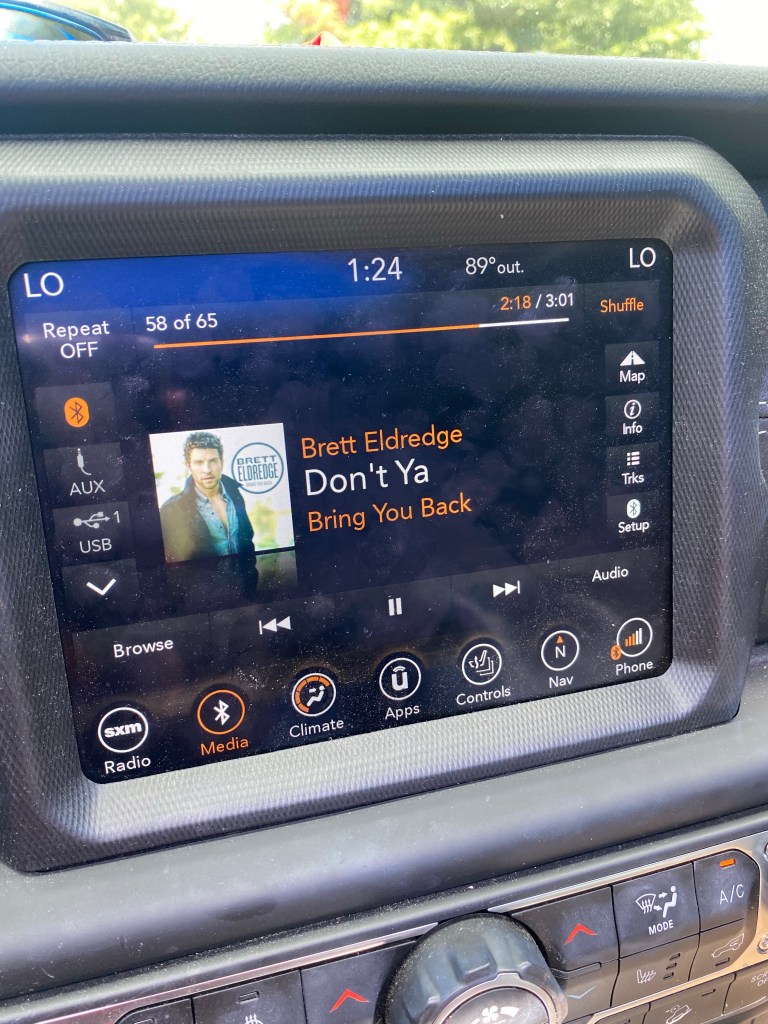 LO 1:24 89° out. LO
Repeat OFF
58 of 65
2:18 / 3:01
Shuffle
Map
Info
AUX
Trks
1
USB
Setup
BRETT
ELDREDGE
Brett Eldredge
Don't Ya
Bring You Back
Browse
Audio
sxm
Radio
Media
Climate
Apps
Controls
N
Nav
Phone
MODE
A/C